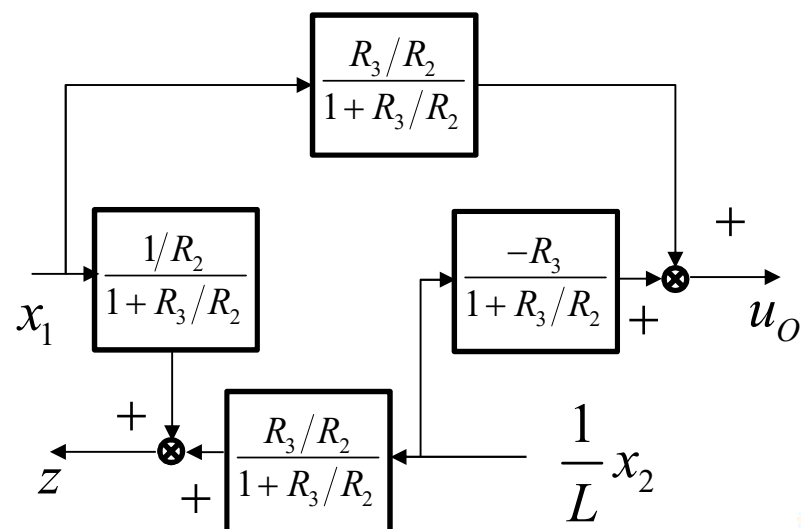 R₃/R₂
1 + R₃/R₂
+
1/R₂
1 + R₃/R₂
-R₃
1 + R₃/R₂
x₁
+
u_O
+
R₃/R₂
1 + R₃/R₂
1
L
x₂
z
+